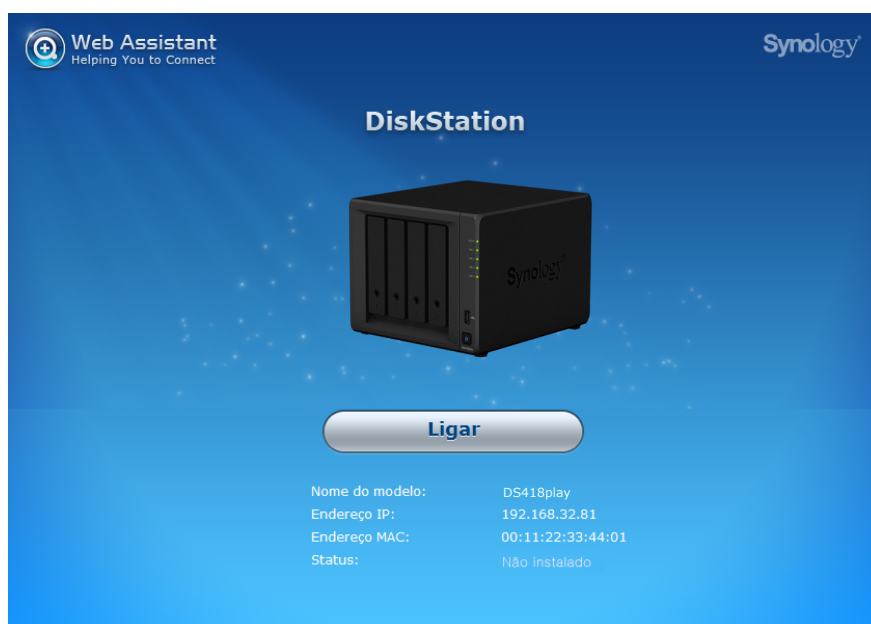 Web Assistant
Helping You to Connect
Synology
DiskStation
Synology
Ligar
Nome do modelo: DS418play
Endereço IP: 192.168.32.81
Endereço MAC: 00:11:22:33:44:01
Status: Não instalado